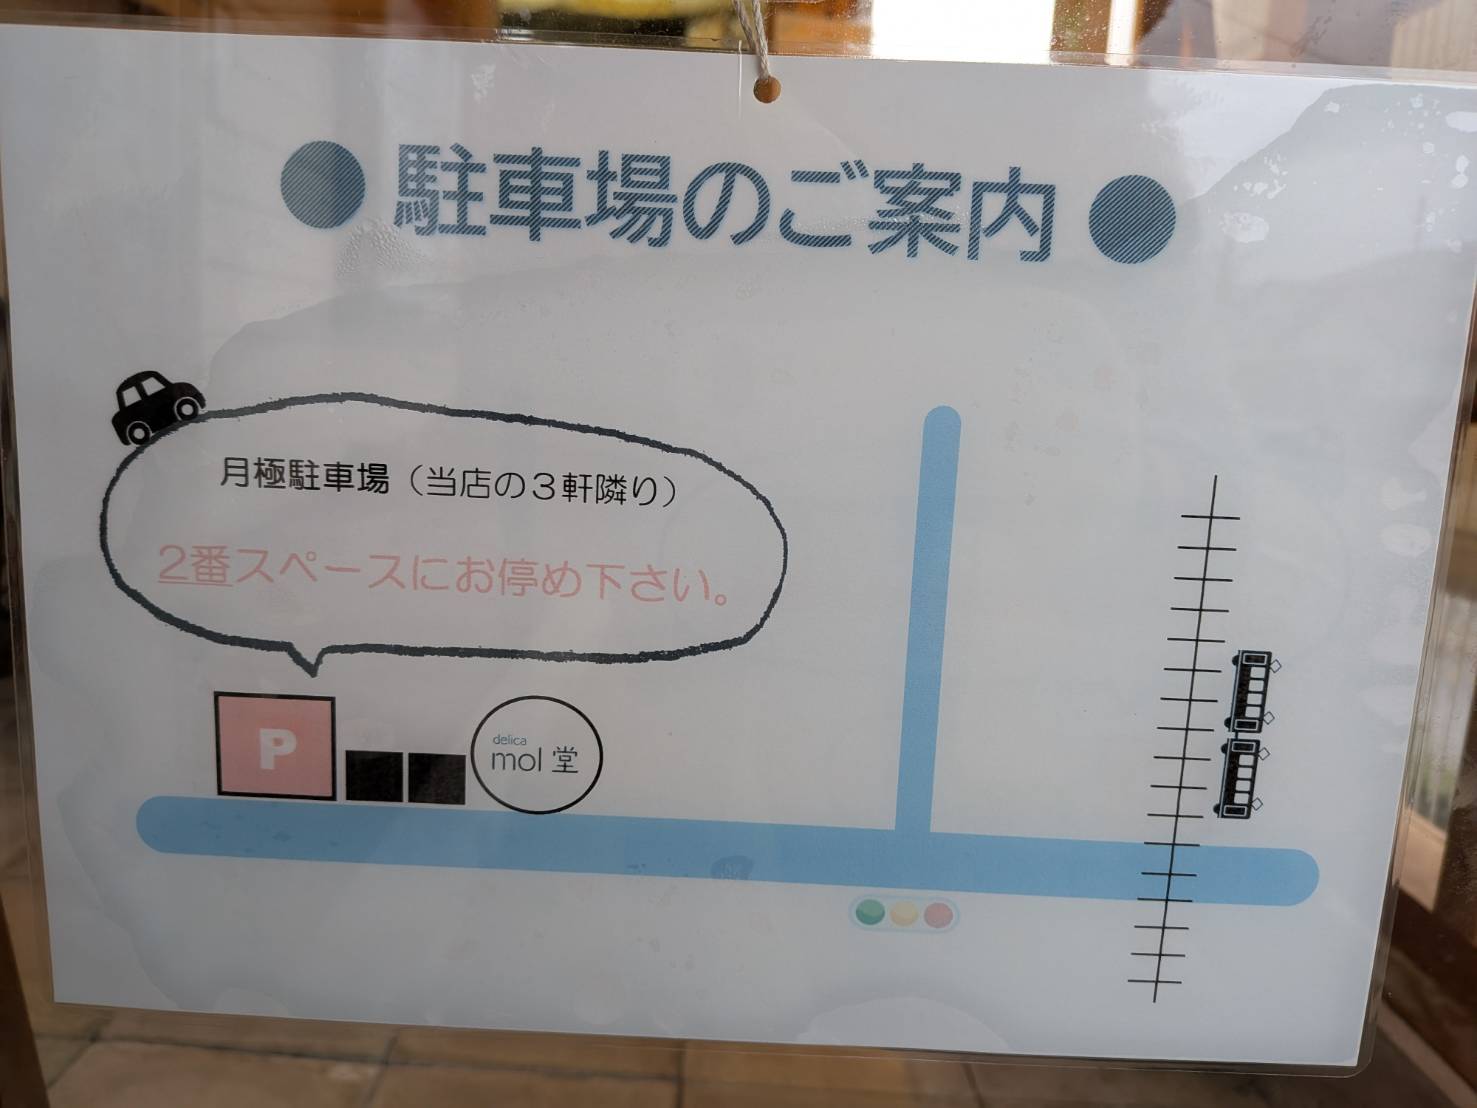 ● 駐車場のご案内 ●
月極駐車場（当店の３軒隣り）
2番スペースにお停め下さい。
P
delica
mol 堂